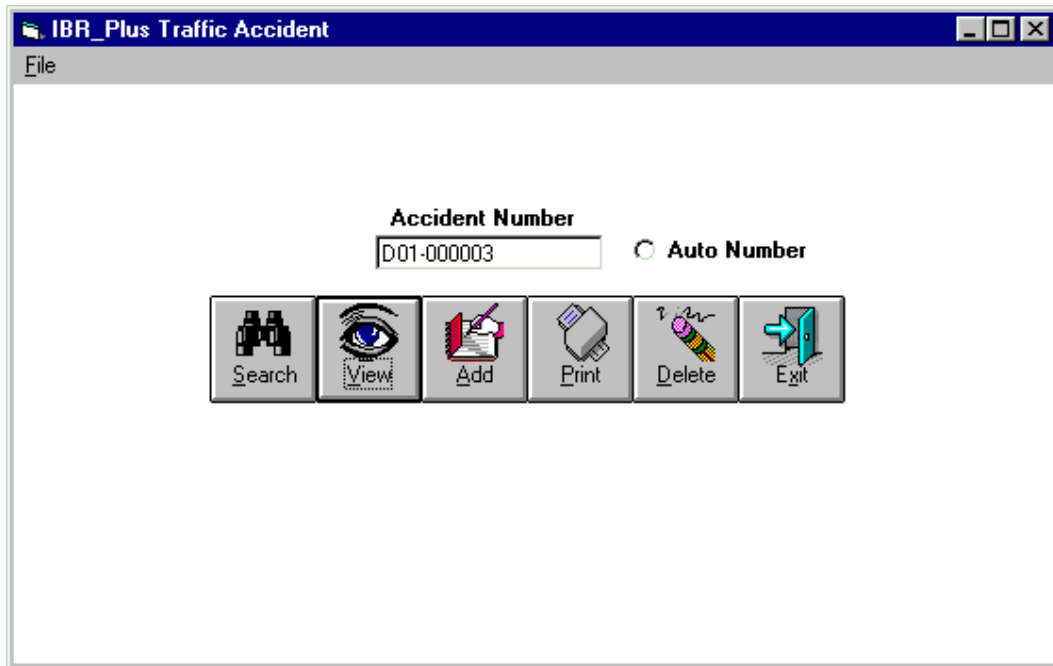 IBR_Plus Traffic Accident
File
Accident Number
D01-000003 Auto Number
Search View Add Print Delete Exit